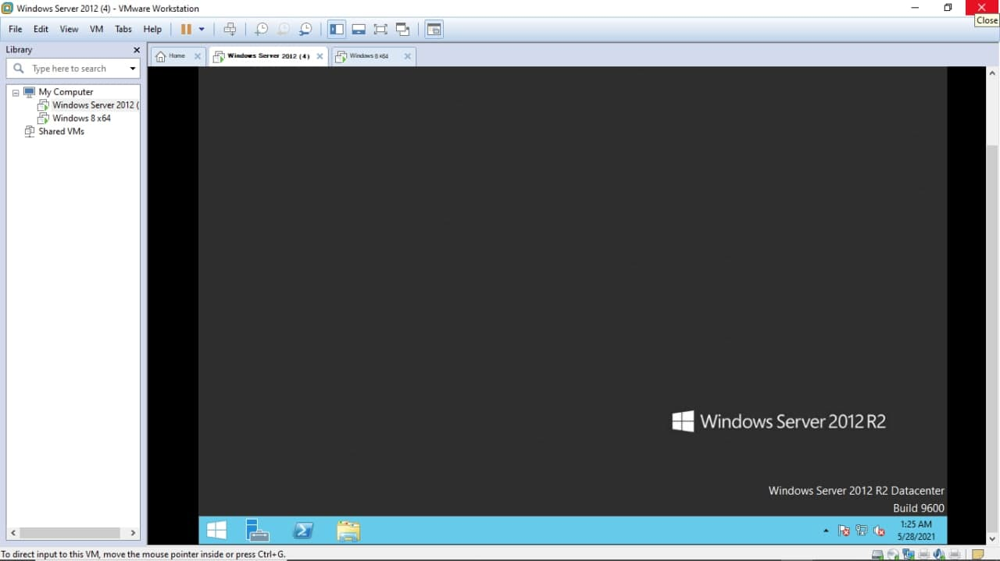 Windows Server 2012 (4) - VMware Workstation
Close
File Edit View VM Tabs Help
Library
Type here to search
Home
Windows Server 2012 (4)
Windows 8 x64
My Computer
Windows Server 2012 (
Windows 8 x64
Shared VMs
Windows Server 2012 R2
Windows Server 2012 R2 Datacenter
Build 9600
1:25 AM
5/28/2021
To direct input to this VM, move the mouse pointer inside or press Ctrl+G.